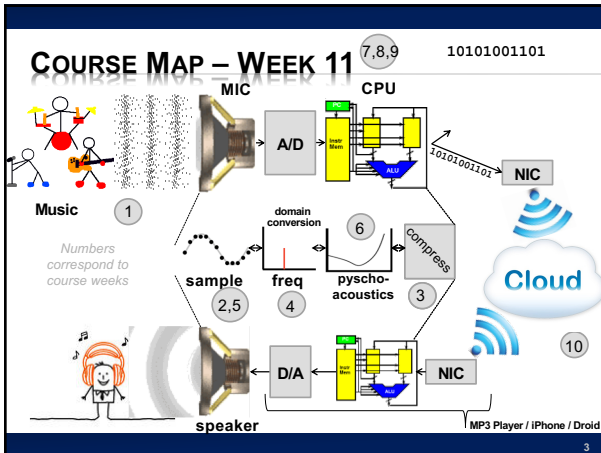 COURSE MAP – WEEK 11
7,8,9
10101001101
MIC
CPU
A/D
PC
Instr
Mem
ALU
10101001101
NIC
Music
1
Numbers
correspond to
course weeks
domain
conversion
6
compress
sample
freq
pyscho-
acoustics
2,5
4
3
Cloud
10
D/A
PC
Instr
Mem
ALU
NIC
speaker
MP3 Player / iPhone / Droid
3